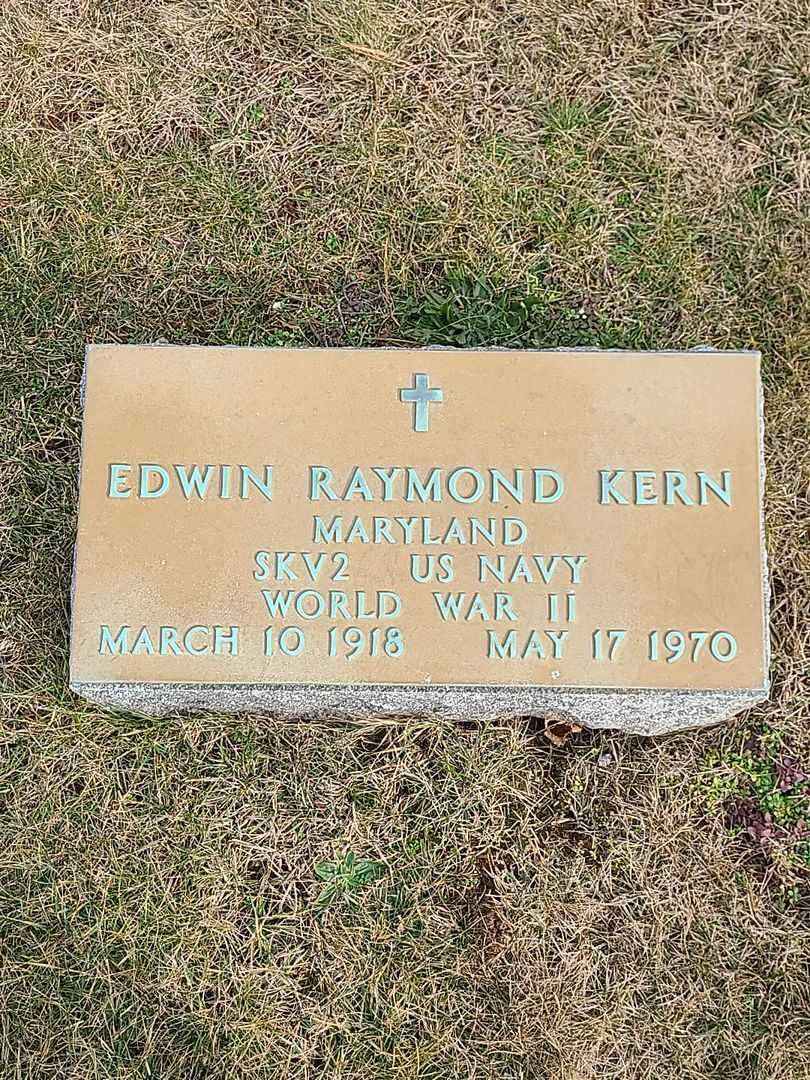 EDWIN RAYMOND KERN
MARYLAND
SKV2 US NAVY
WORLD WAR II
MARCH 10 1918 MAY 17 1970